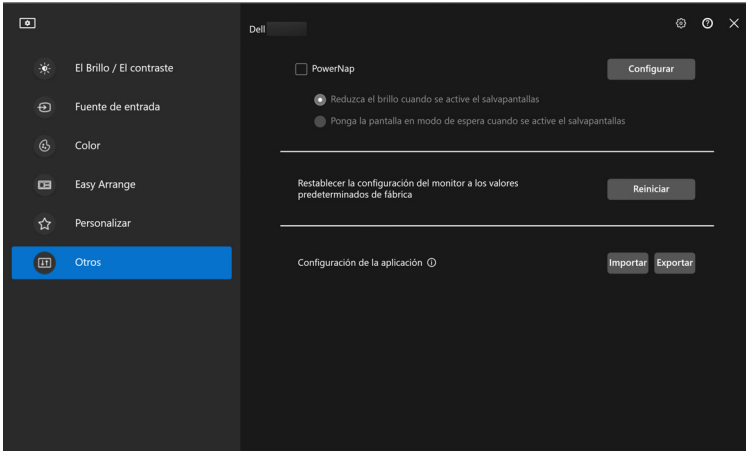 Dell
El Brillo / El contraste
Fuente de entrada
Color
Easy Arrange
Personalizar
Otros
PowerNap
Configurar
Reduzca el brillo cuando se active el salvapantallas
Ponga la pantalla en modo de espera cuando se active el salvapantallas
Restablecer la configuración del monitor a los valores
predeterminados de fábrica
Reiniciar
Configuración de la aplicación
Importar
Exportar